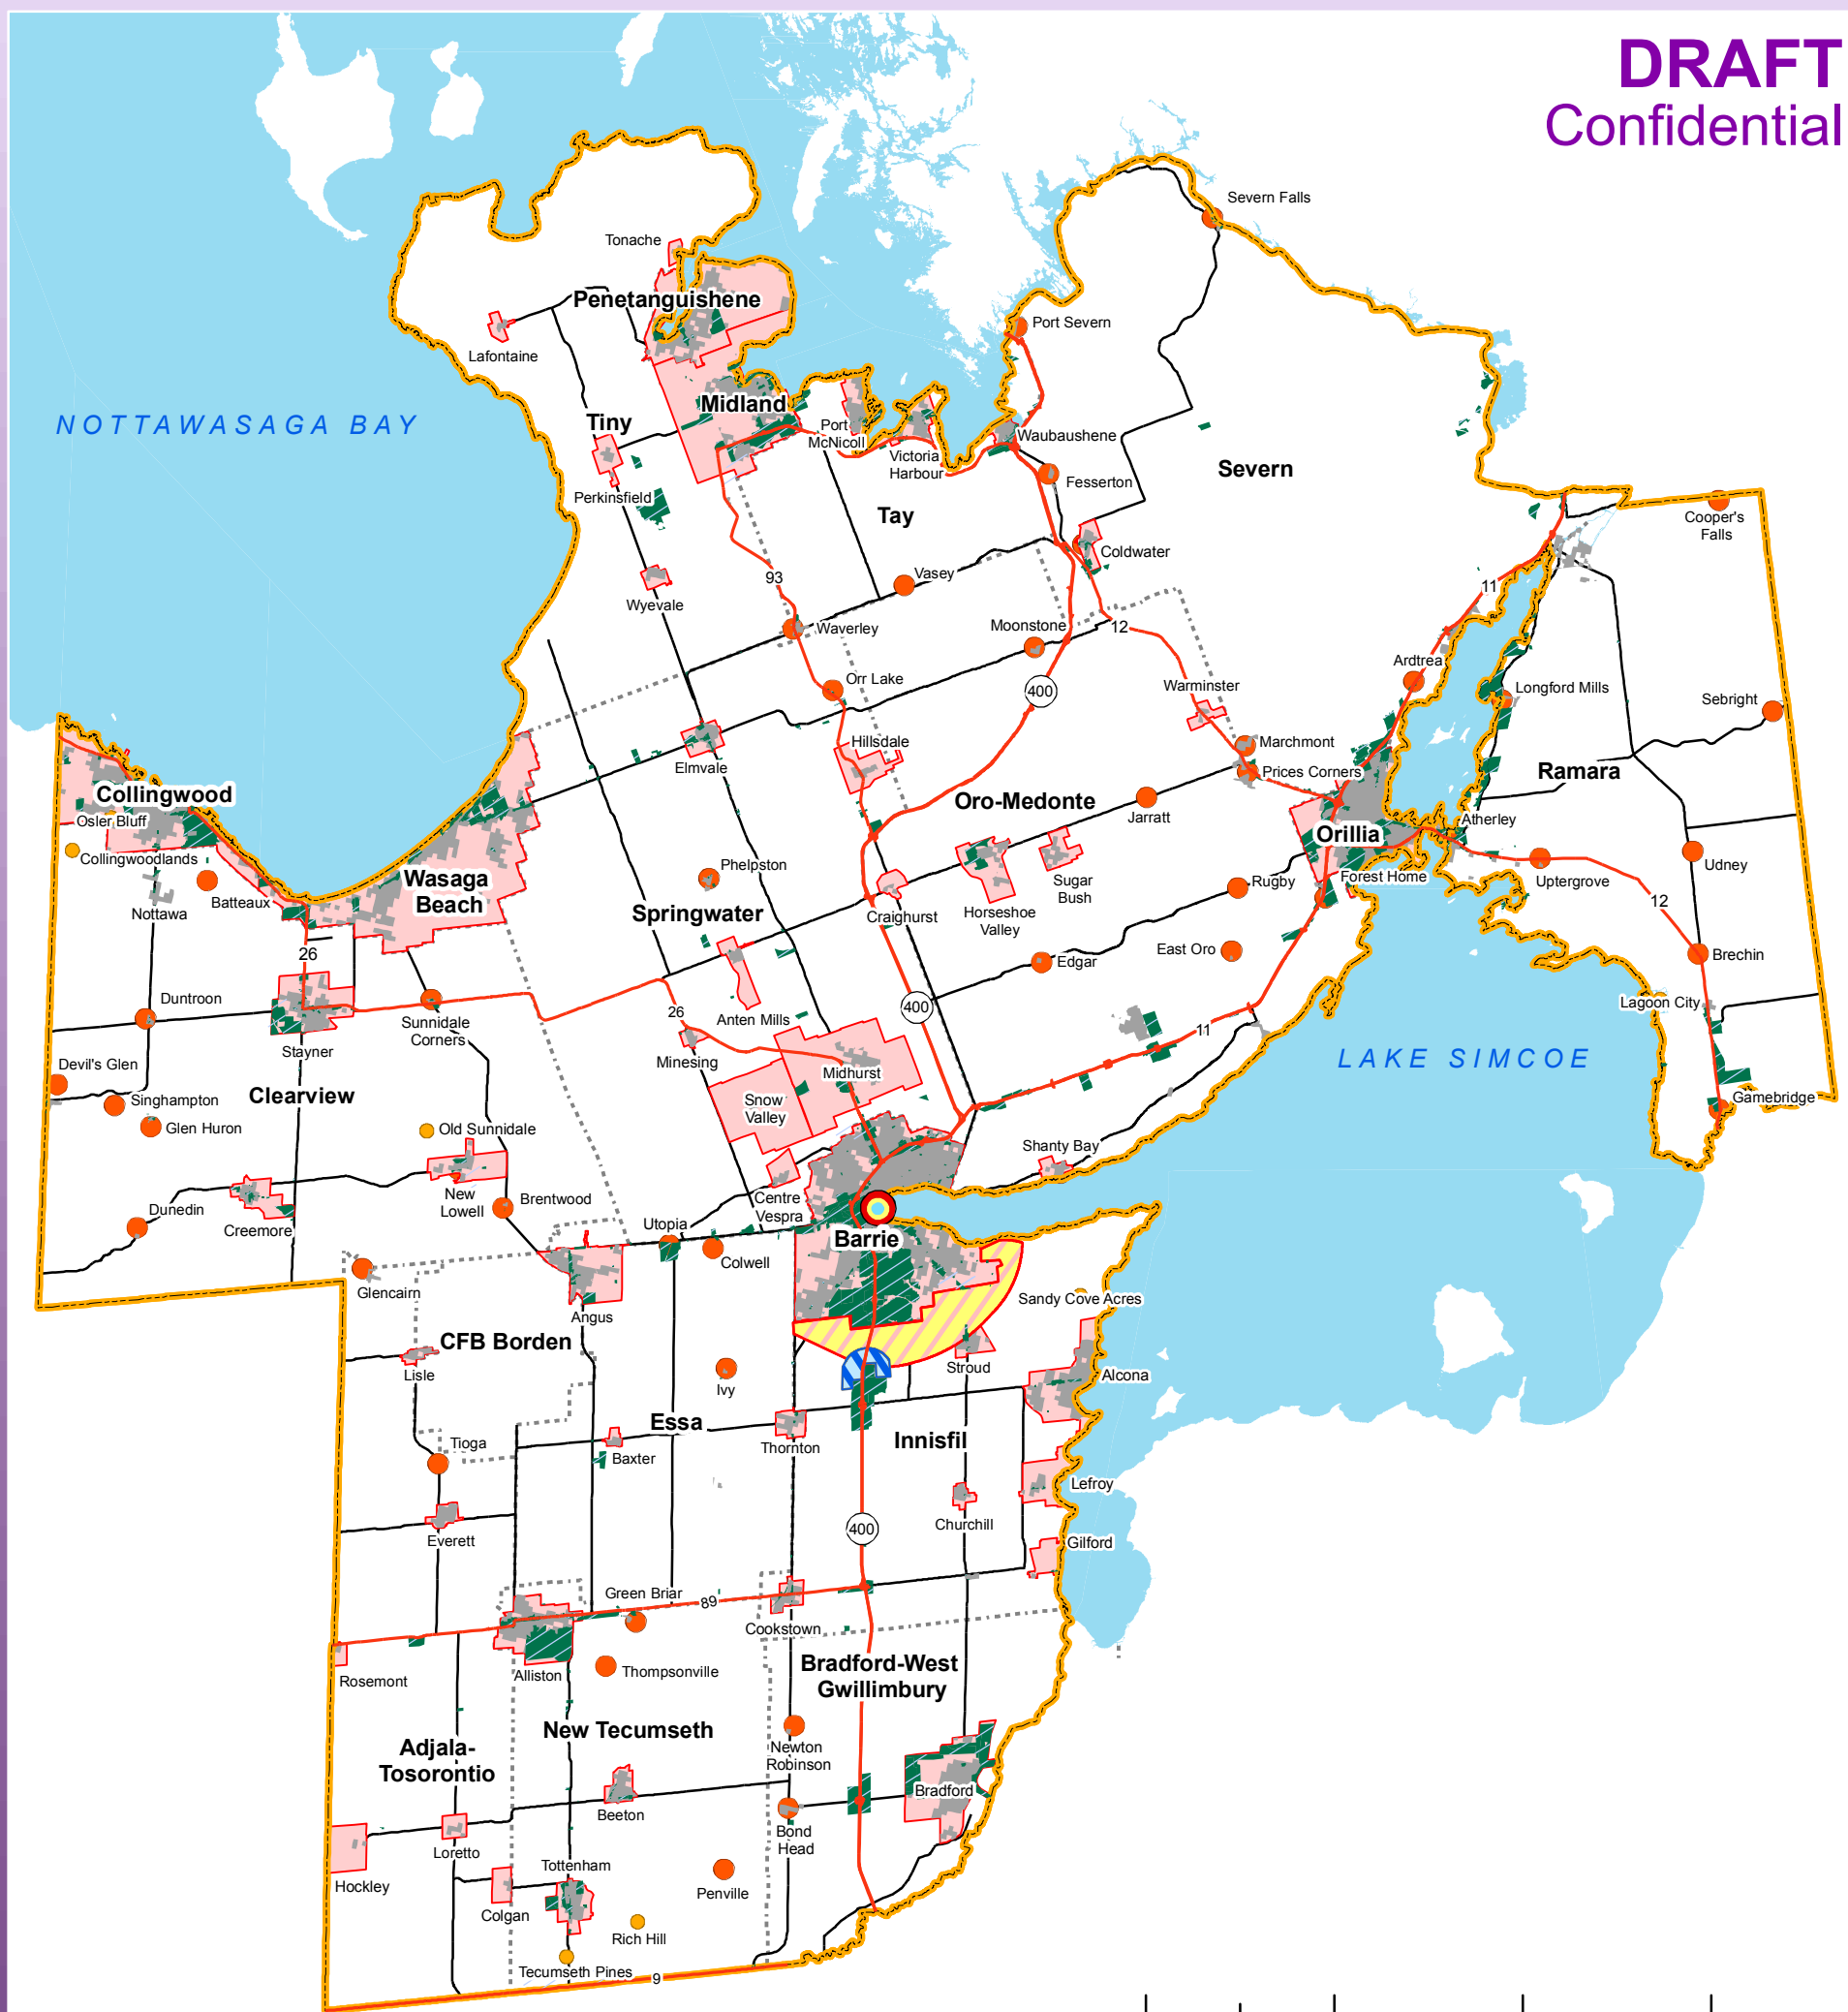 DRAFT
Confidential
Severn Falls
Tonache
Penetanguishene
Port Severn
Lafontaine
Midland
Tiny
NOTTAWASAGA BAY
Port
McNicoll
Waubaushene
Victoria
Harbour
Severn
Perkinsfield
Fesserton
Tay
Cooper's
Falls
Coldwater
Vasey
93
11
Wyevale
Waverley
Moonstone
12
Ardtrea
Orr Lake
400
Warminster
Longford Mills
Sebright
Hillsdale
Marchmont
Elmvale
Prices Corners
Ramara
Collingwood
Oro-Medonte
Jarratt
Osler Bluff
Atherley
Orillia
Collingwoodlands
Phelpston
Udney
Wasaga
Beach
Sugar
Bush
Rugby
Forest Home
Uptergrove
Batteaux
Nottawa
Springwater
Craighurst
Horseshoe
Valley
12
26
East Oro
Edgar
Brechin
Duntroon
Lagoon City
400
26
Anten Mills
Sunnidale
Corners
11
Stayner
Minesing
Midhurst
LAKE SIMCOE
Devil's Glen
Clearview
Singhampton
Snow
Valley
Gamebridge
Glen Huron
Old Sunnidale
Shanty Bay
Dunedin
New
Lowell
Brentwood
Centre
Vespra
Creemore
Utopia
Barrie
Colwell
Glencairn
Sandy Cove Acres
Angus
CFB Borden
Lisle
Ivy
Stroud
Alcona
Essa
Tioga
Baxter
Thornton
Innisfil
Lefroy
Everett
Churchill
400
Gilford
Green Briar
89
Cookstown
Rosemont
Alliston
Thompsonville
Bradford-West
Gwillimbury
New Tecumseth
Adjala-
Tosorontio
Newton
Robinson
Bradford
Beeton
Bond
Head
Loretto
Tottenham
Hockley
Penville
Colgan
Rich Hill
Tecumseth Pines
9